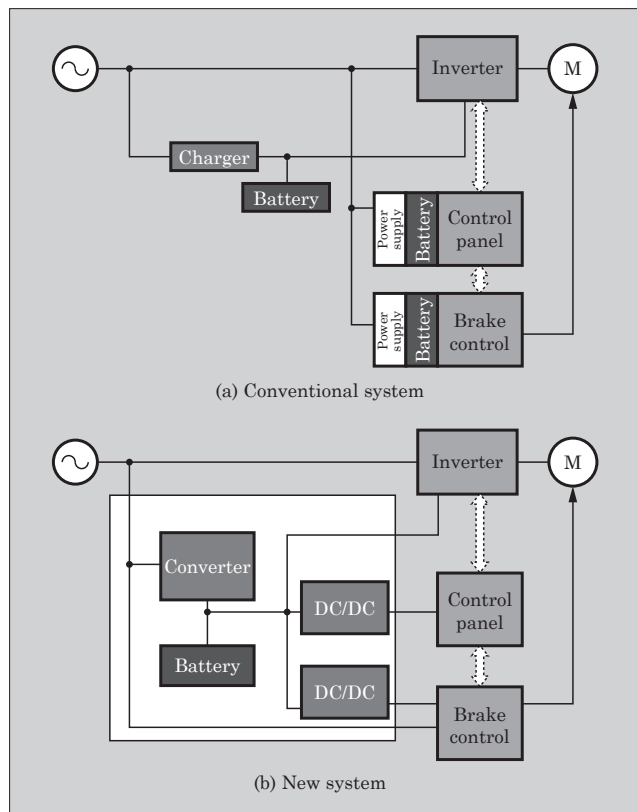 Inverter
M
Charger
Battery
Power
supply
Battery
Control
panel
Power
supply
Battery
Brake
control
(a) Conventional system
Inverter
M
Converter
DC/DC
Control
panel
Battery
DC/DC
Brake
control
(b) New system